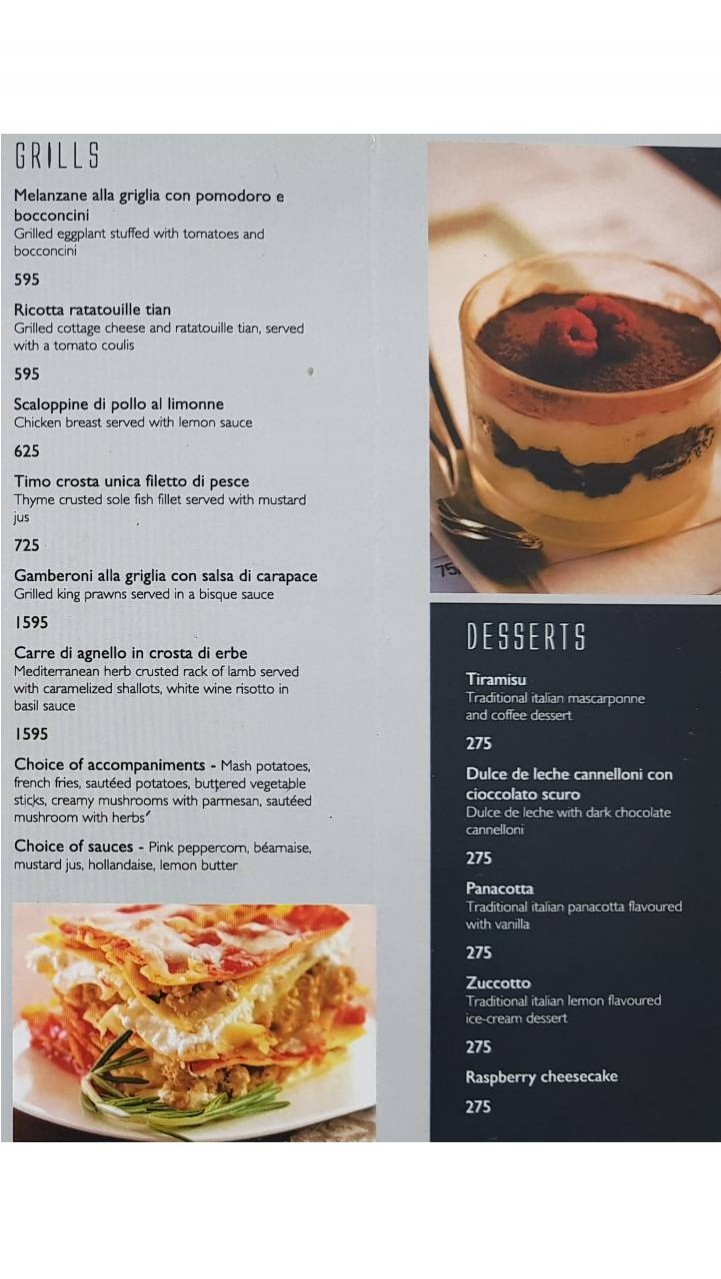 GRILLS
Melanzane alla griglia con pomodoro e
bocconcini
Grilled eggplant stuffed with tomatoes and
bocconcini
595
Ricotta ratatouille tian
Grilled cottage cheese and ratatouille tian, served
with a tomato coulis
595
Scaloppine di pollo al limonne
Chicken breast served with lemon sauce
625
Timo crosta unica filetto di pesce
Thyme crusted sole fish fillet served with mustard
jus
725
Gamberoni alla griglia con salsa di carapace
Grilled king prawns served in a bisque sauce
1595
Carre di agnello in crosta di erbe
Mediterranean herb crusted rack of lamb served
with caramelized shallots, white wine risotto in
basil sauce
1595
Choice of accompaniments - Mash potatoes,
french fries, sautéed potatoes, buttered vegetable
sticks, creamy mushrooms with parmesan, sautéed
mushroom with herbs
Choice of sauces - Pink peppercorn, béarnaise,
mustard jus, hollandaise, lemon butter
DESSERTS
Tiramisu
Traditional italian mascarponne
and coffee dessert
275
Dulce de leche cannelloni con
cioccolato scuro
Dulce de leche with dark chocolate
cannelloni
275
Panacotta
Traditional italian panacotta flavoured
with vanilla
275
Zuccotto
Traditional italian lemon flavoured
ice-cream dessert
275
Raspberry cheesecake
275